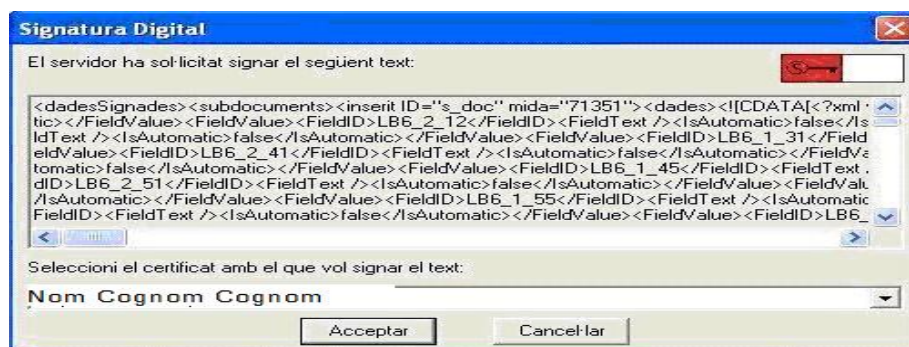 Signatura Digital
El servidor ha sol·licitat signar el següent text:
<dadesSignades><subdocuments><inserit ID="s_doc" mida="71351"><dades><![CDATA[<?xml
tic></FieldValue><FieldValue><FieldID>LB6_2_12</FieldID><FieldText /><IsAutomatic>false</Is
ldText /><IsAutomatic>false</IsAutomatic></FieldValue><FieldValue><FieldID>LB6_1_31</Field
eldValue><FieldID>LB6_2_41</FieldID><FieldText /><IsAutomatic>false</IsAutomatic></FieldVa
tomatic>false</IsAutomatic></FieldValue><FieldValue><FieldID>LB6_1_45</FieldID><FieldText
dID>LB6_2_51</FieldID><FieldText /><IsAutomatic>false</IsAutomatic></FieldValue><FieldValu
/IsAutomatic></FieldValue><FieldValue><FieldID>LB6_1_55</FieldID><FieldText /><IsAutomatic
FieldID><FieldText /><IsAutomatic>false</IsAutomatic></FieldValue><FieldValue><FieldID>LB6_
Seleccioni el certificat amb el que vol signar el text:
Nom Cognom Cognom
Acceptar
Cancel·lar